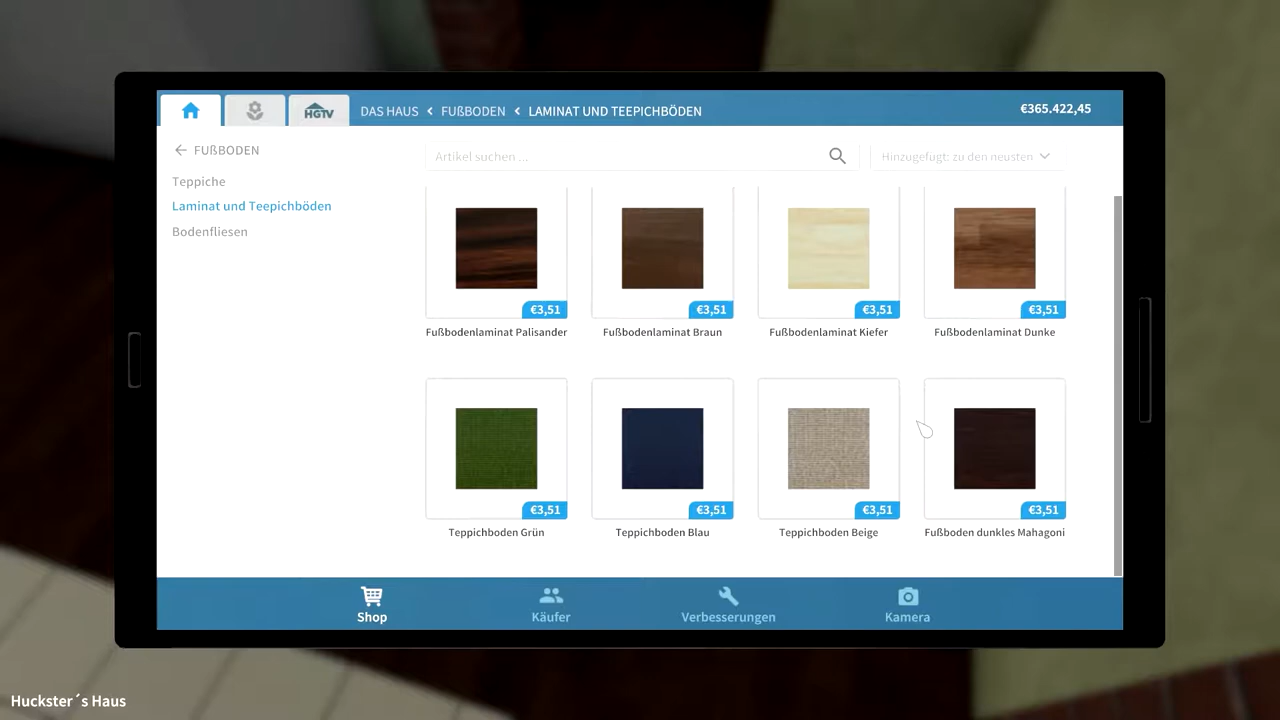 HGTV
DAS HAUS < FUßBODEN < LAMINAT UND TEEPICHBÖDEN
€365.422,45
← FUßBODEN
Teppiche
Laminat und Teepichböden
Bodenfliesen
Artikel suchen ...
Hinzugefügt: zu den neusten
€3,51 €3,51 €3,51 €3,51
Fußbodenlaminat Palisander Fußbodenlaminat Braun Fußbodenlaminat Kiefer Fußbodenlaminat Dunke
€3,51 €3,51 €3,51 €3,51
Teppichboden Grün Teppichboden Blau Teppichboden Beige Fußboden dunkles Mahagoni
Shop Käufer Verbesserungen Kamera
Huckster´s Haus